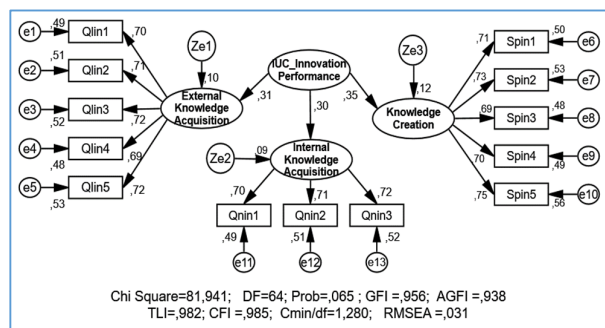 e1 ,49 Qlin1 ,70
e2 ,51 Qlin2 ,71
e3 ,52 Qlin3 ,72
e4 ,48 Qlin4 ,69
e5 ,53 Qlin5 ,72
Ze1
,10
External
Knowledge
Acquisition
,31
IUC_Innovation
Performance
,30
,35
Ze3
,12
Knowledge
Creation
Ze2
,09
Internal
Knowledge
Acquisition
,71 Spin1 ,50 e6
,73 Spin2 ,53 e7
,69 Spin3 ,48 e8
,70 Spin4 ,49 e9
,75 Spin5 ,56 e10
,70 ,71 ,72
Qnin1 Qnin2 Qnin3
,49 ,51 ,52
e11 e12 e13
Chi Square=81,941; DF=64; Prob=,065 ; GFI =,956; AGFI =,938
TLI=,982; CFI =,985; Cmin/df=1,280; RMSEA =,031